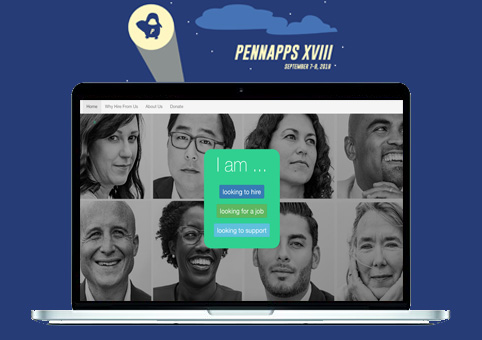 PENNAPPS XVIII
SEPTEMBER 7-9, 2018
Home Why Hire From Us About Us Donate
I am ...
looking to hire
looking for a job
looking to support